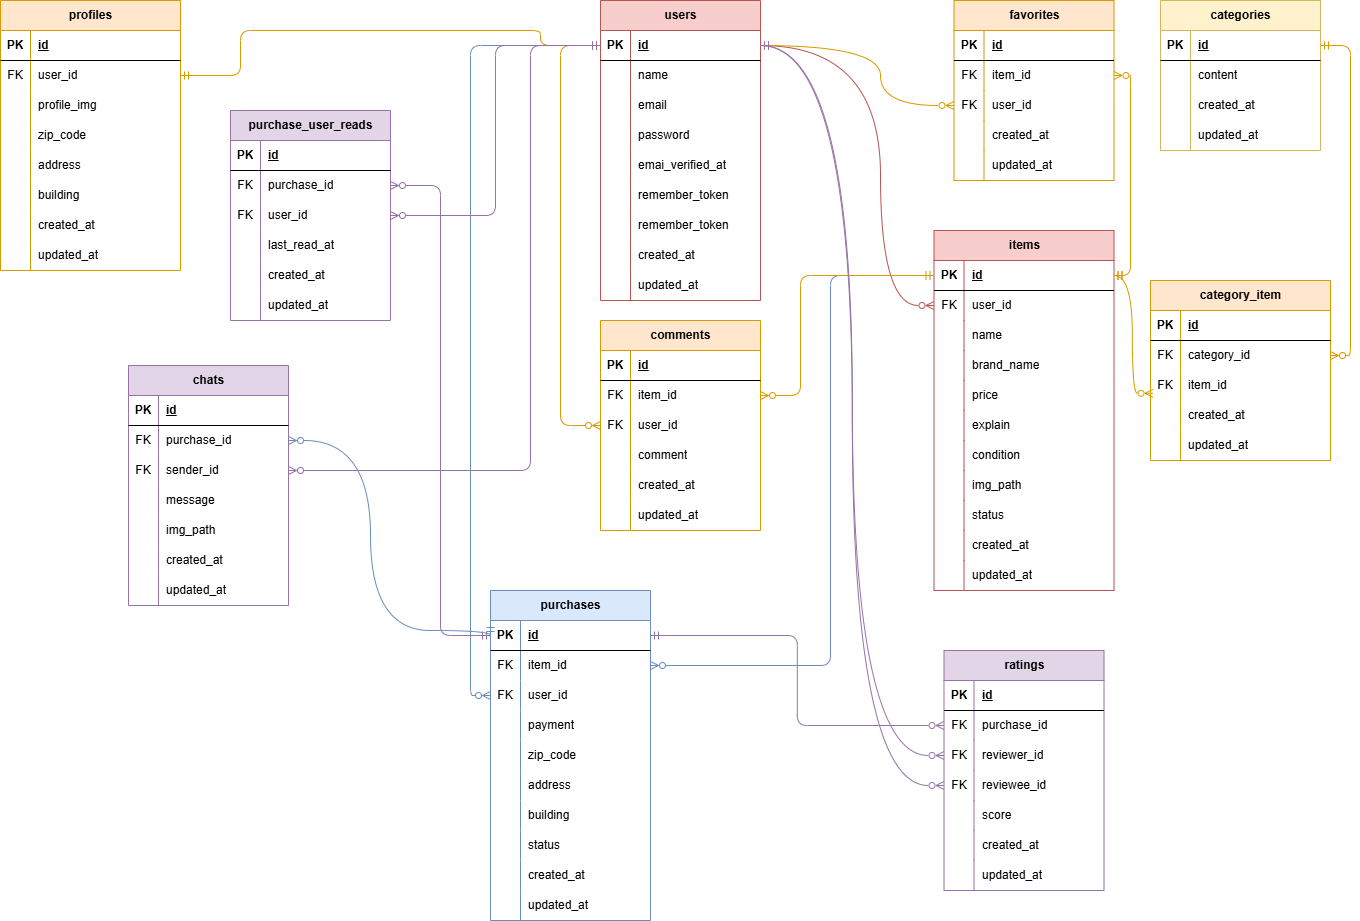 profiles
PK id
FK user_id
profile_img
zip_code
address
building
created_at
updated_at
purchase_user_reads
PK id
FK purchase_id
FK user_id
last_read_at
created_at
updated_at
chats
PK id
FK purchase_id
FK sender_id
message
img_path
created_at
updated_at
users
PK id
name
email
password
emai_verified_at
remember_token
remember_token
created_at
updated_at
comments
PK id
FK item_id
FK user_id
comment
created_at
updated_at
purchases
PK id
FK item_id
FK user_id
payment
zip_code
address
building
status
created_at
updated_at
favorites
PK id
FK item_id
FK user_id
created_at
updated_at
categories
PK id
content
created_at
updated_at
items
PK id
FK user_id
name
brand_name
price
explain
condition
img_path
status
created_at
updated_at
category_item
PK id
FK category_id
FK item_id
created_at
updated_at
ratings
PK id
FK purchase_id
FK reviewer_id
FK reviewee_id
score
created_at
updated_at